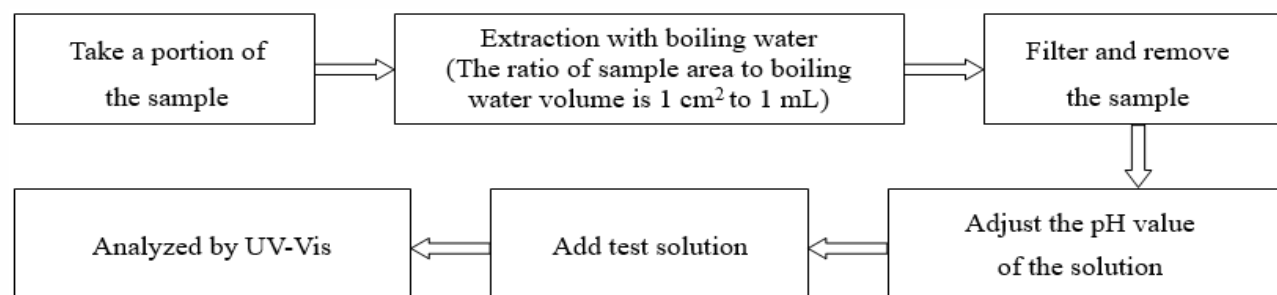 Take a portion of
the sample
Extraction with boiling water
(The ratio of sample area to boiling
water volume is 1 cm² to 1 mL)
Filter and remove
the sample
Adjust the pH value
of the solution
Add test solution
Analyzed by UV-Vis